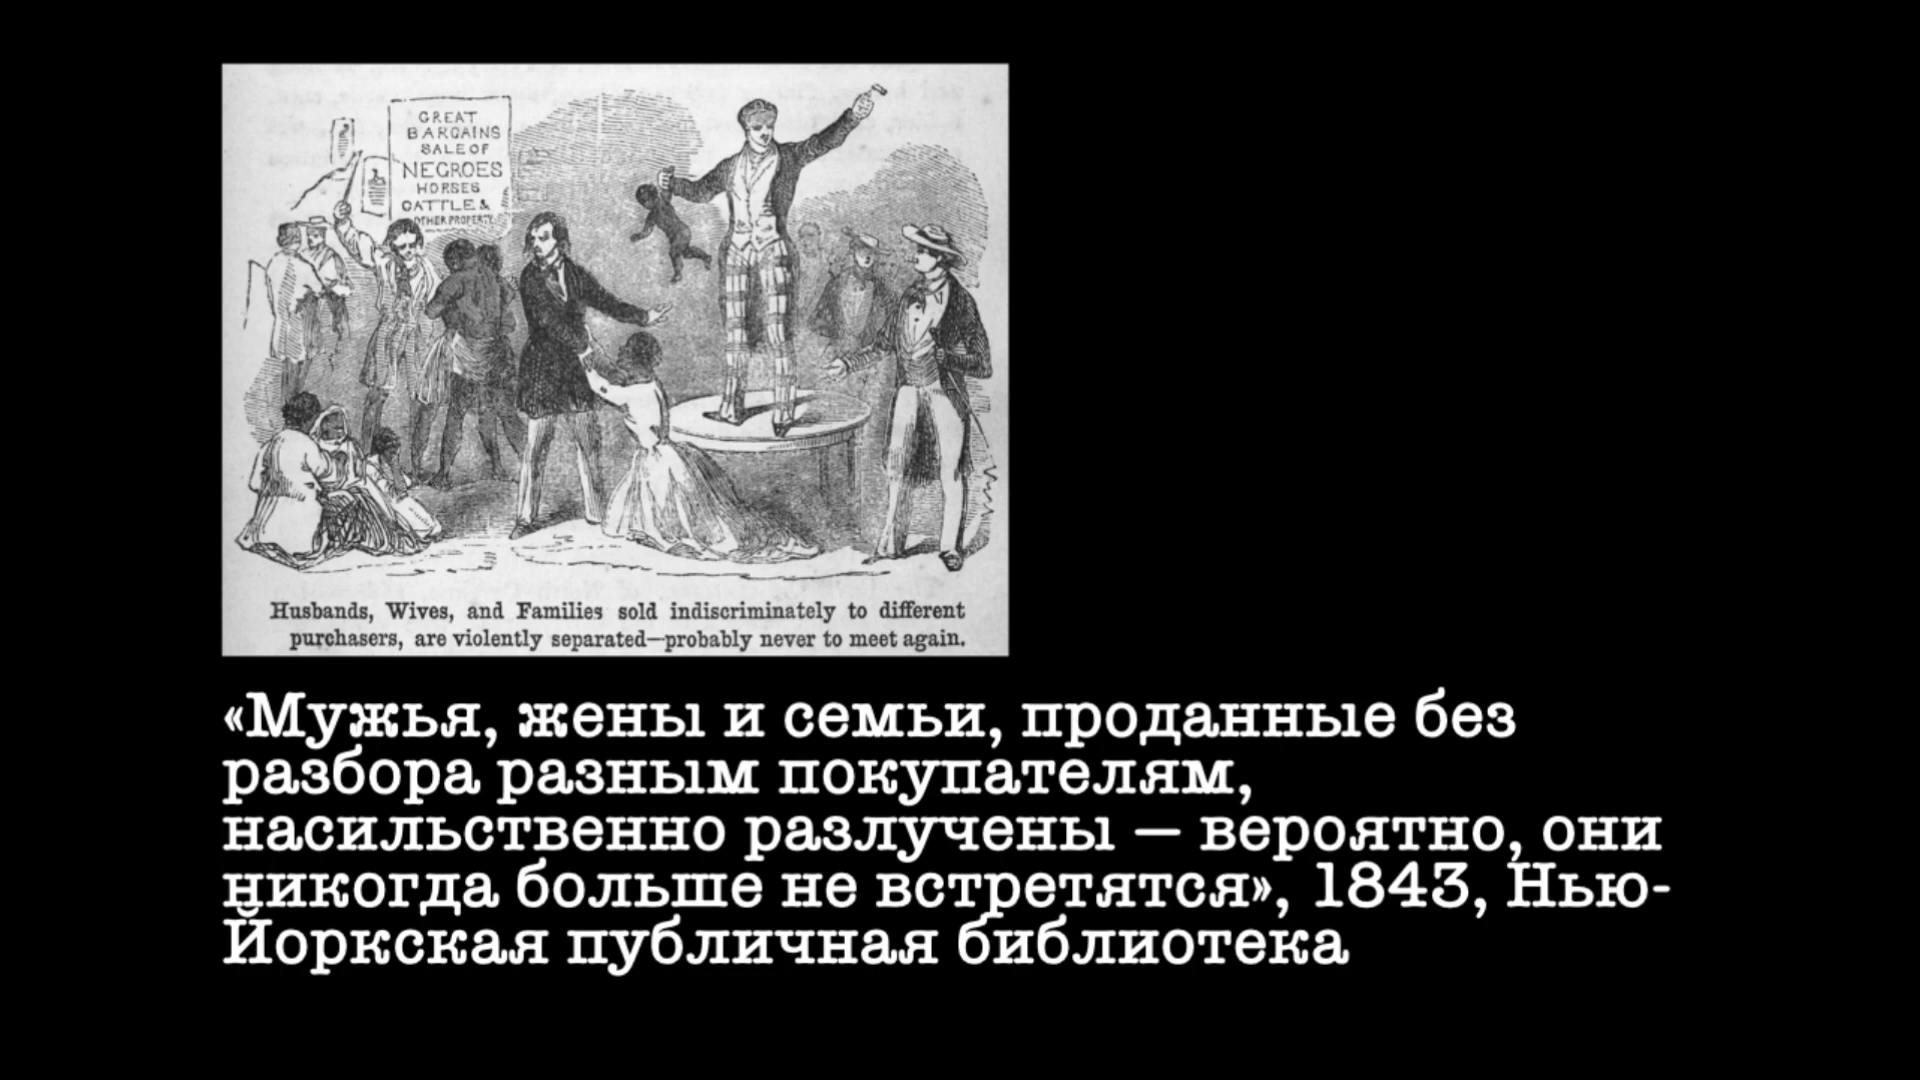 GREAT
BARGAINS
SALE OF
NEGROES
HORSES
CATTLE &
OTHER PROPERTY
Husbands, Wives, and Families sold indiscriminately to different
purchasers, are violently separated—probably never to meet again.
«Мужья, жены и семьи, проданные без
разбора разным покупателям,
насильственно разлучены — вероятно, они
никогда больше не встретятся», 1843, Нью-
Йоркская публичная библиотека